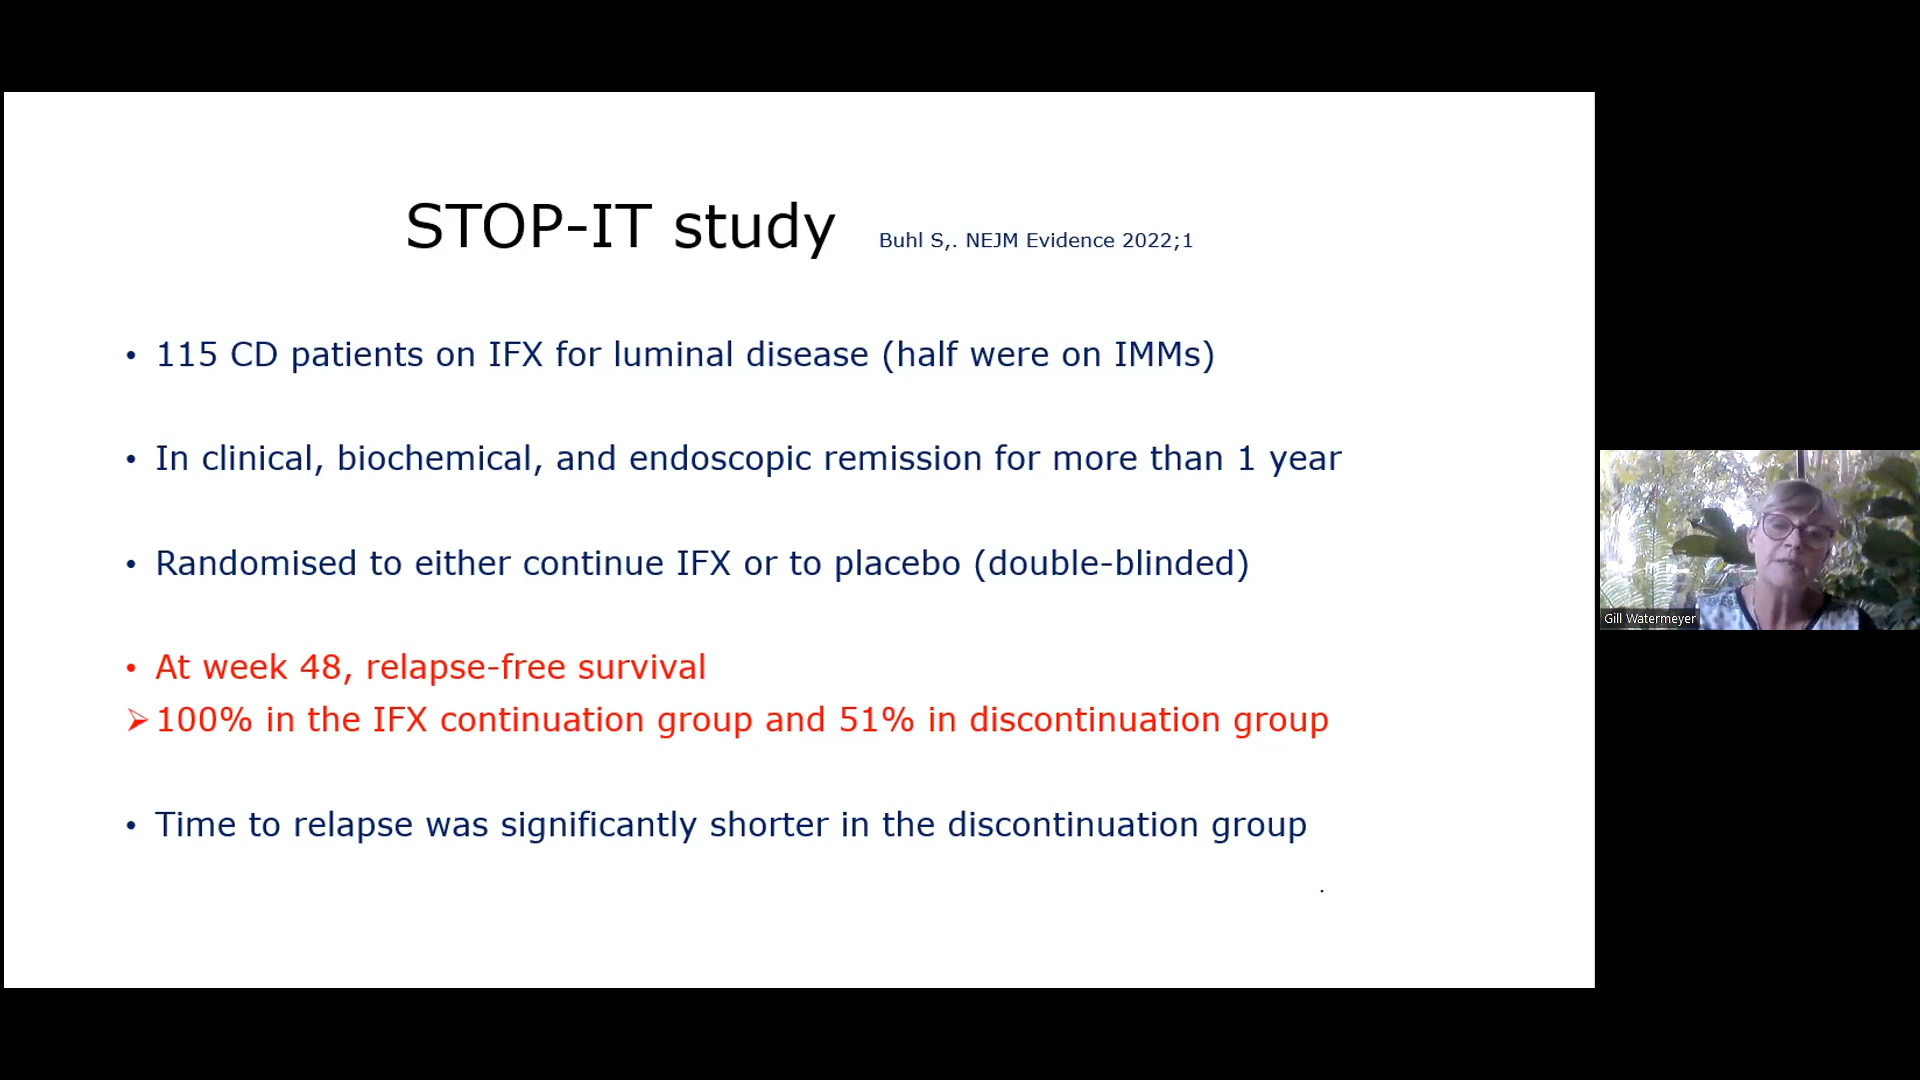 STOP-IT study Buhl S,. NEJM Evidence 2022;1
• 115 CD patients on IFX for luminal disease (half were on IMMs)
• In clinical, biochemical, and endoscopic remission for more than 1 year
• Randomised to either continue IFX or to placebo (double-blinded)
• At week 48, relapse-free survival
➢ 100% in the IFX continuation group and 51% in discontinuation group
• Time to relapse was significantly shorter in the discontinuation group
.
Gill Watermeyer